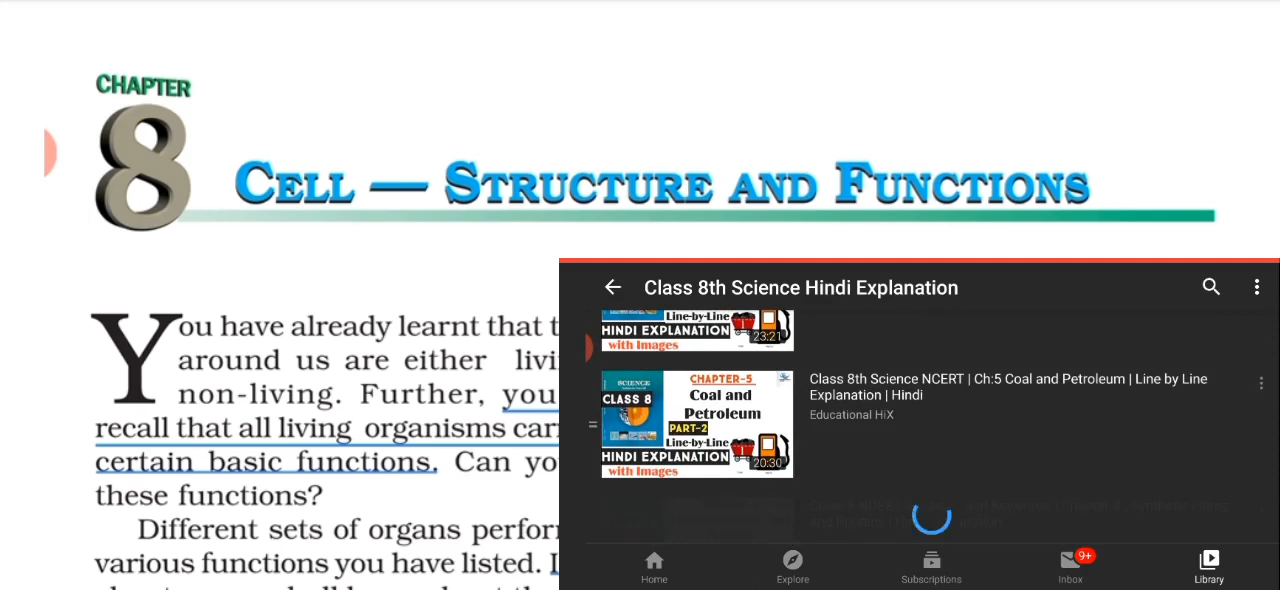 CHAPTER
8
CELL — STRUCTURE AND FUNCTIONS
You have already learnt that t
around us are either livi
non-living. Further, you
recall that all living organisms car
certain basic functions. Can yo
these functions?
Different sets of organs perfor
various functions you have listed. I
Class 8th Science Hindi Explanation
Line-by-Line
HINDI EXPLANATION
23:21
with Images
SCIENCE
CLASS 8
CHAPTER-5
Coal and
Petroleum
PART-2
Line-by-Line
HINDI EXPLANATION
20:30
with Images
Class 8th Science NCERT | Ch:5 Coal and Petroleum | Line by Line
Explanation | Hindi
Educational HiX
Home
Explore
Subscriptions
9+
Inbox
Library